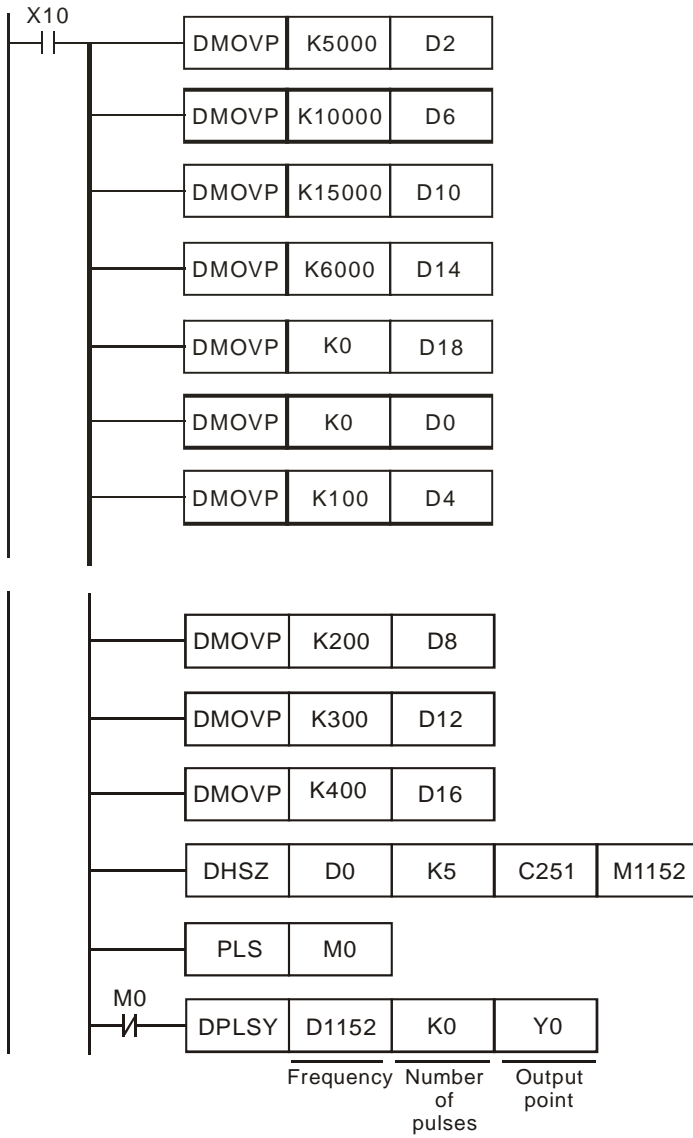 X10
DMOVP K5000 D2
DMOVP K10000 D6
DMOVP K15000 D10
DMOVP K6000 D14
DMOVP K0 D18
DMOVP K0 D0
DMOVP K100 D4
DMOVP K200 D8
DMOVP K300 D12
DMOVP K400 D16
DHSZ D0 K5 C251 M1152
PLS M0
M0
DPLSY D1152 K0 Y0
Frequency Number Output
of point
pulses